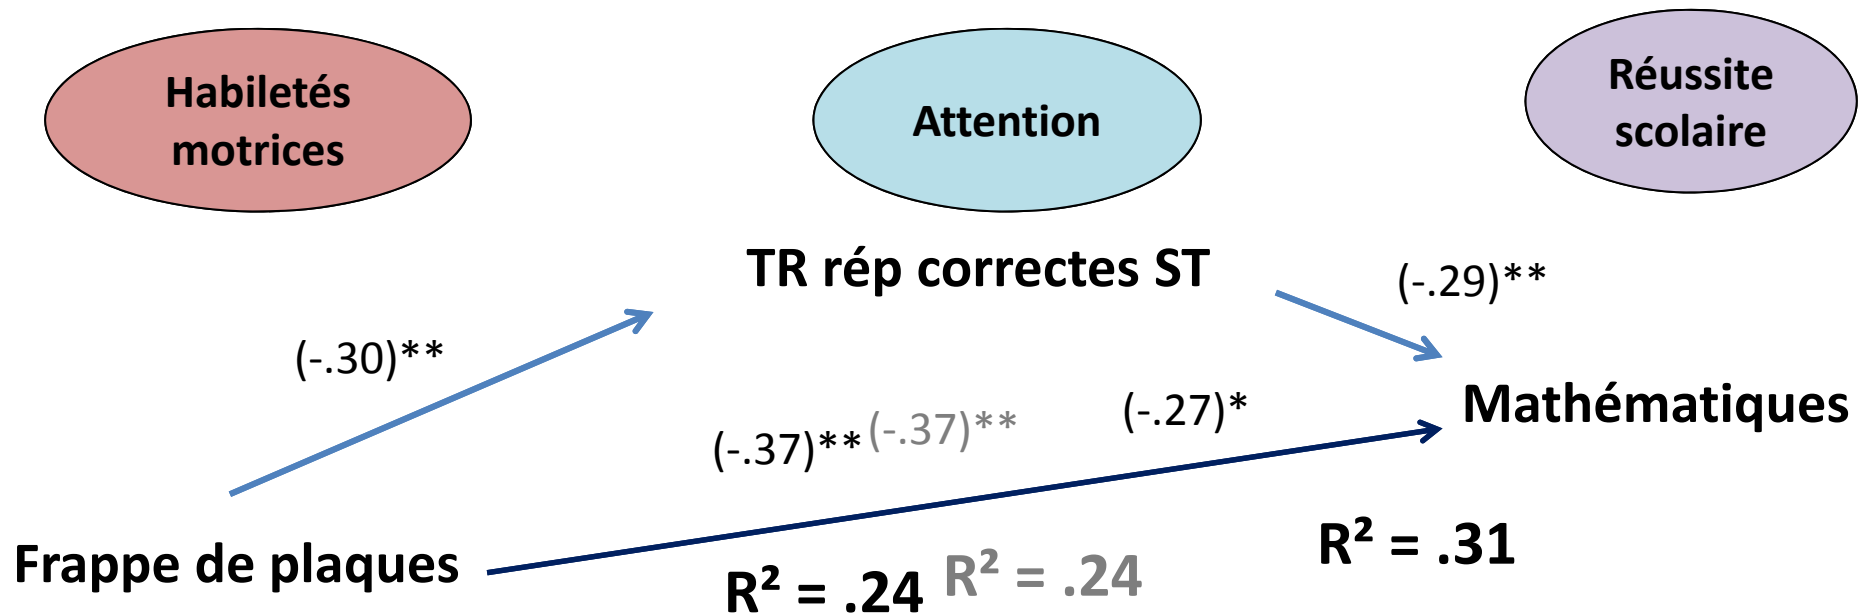 Habiletés
motrices
Attention
Réussite
scolaire
TR rép correctes ST
(-.29)**
(-.30)**
(-.37)** (-.37)** (-.27)*
Mathématiques
Frappe de plaques
R² = .24 R² = .24 R² = .31